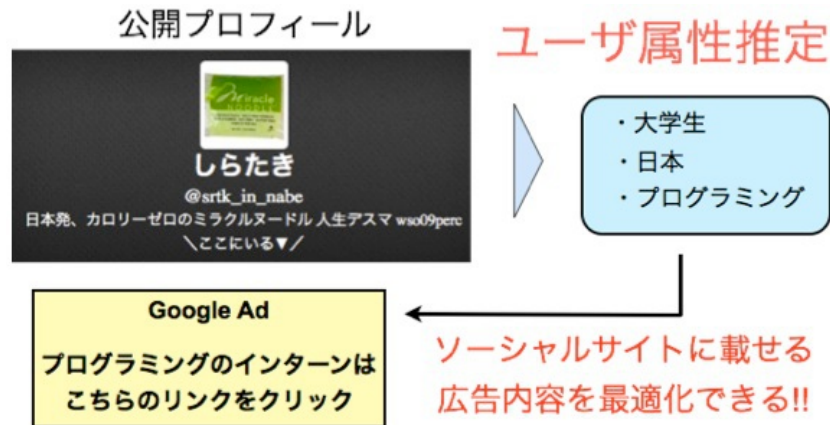 公開プロフィール
ユーザ属性推定
Miracle
NOODLE
しらたき
@srtk_in_nabe
日本発、カロリーゼロのミラクルヌードル 人生デスマ wso09perc
＼ここにいる▼／
・大学生
・日本
・プログラミング
Google Ad
プログラミングのインターンは
こちらのリンクをクリック
ソーシャルサイトに載せる
広告内容を最適化できる!!